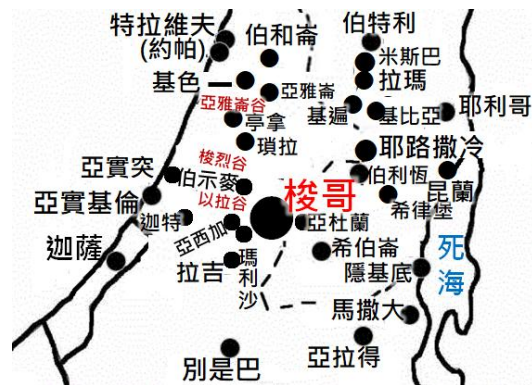 特拉維夫
(約帕)
伯和崙
伯特利
米斯巴
基色
亞雅崙
拉瑪
亞雅崙谷
亭拿
基遍
基比亞
耶利哥
瑣拉
耶路撒冷
梭烈谷
亞實突
伯示麥
伯利恆
昆蘭
以拉谷
梭哥
希律堡
亞實基倫
迦特
亞西加
亞杜蘭
死海
迦薩
拉吉
瑪利沙
希伯崙
隱基底
馬撒大
別是巴
亞拉得